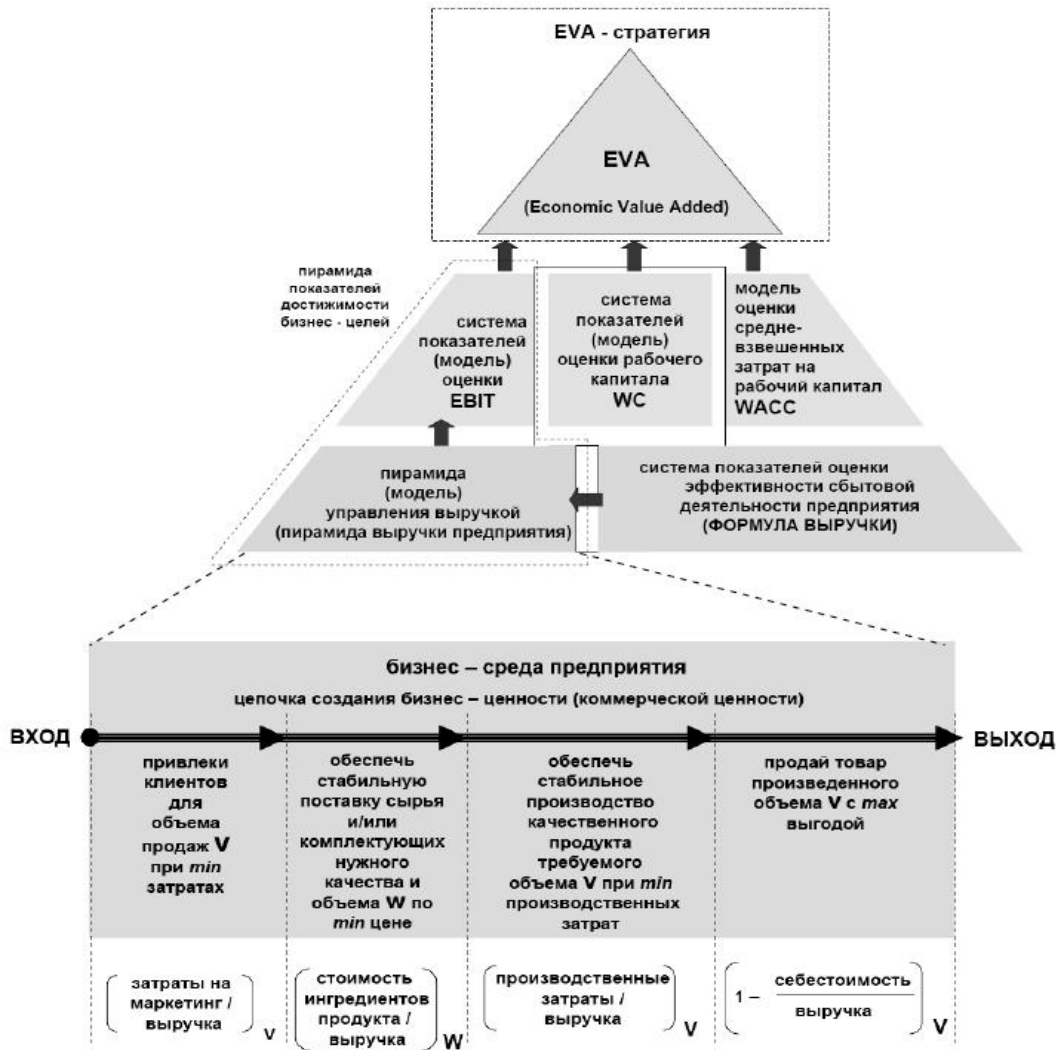 EVA - стратегия
EVA
(Economic Value Added)
пирамида
показателей
достижимости
бизнес - целей
система
показателей
(модель)
оценки
EBIT
система
показателей
(модель)
оценки рабочего
капитала
WC
модель
оценки
средне-
взвешенных
затрат на
рабочий капитал
WACC
пирамида
(модель)
управления выручкой
(пирамида выручки предприятия)
система показателей оценки
эффективности сбытовой
деятельности предприятия
(ФОРМУЛА ВЫРУЧКИ)
бизнес – среда предприятия
цепочка создания бизнес – ценности (коммерческой ценности)
ВХОД
ВЫХОД
привлеки
клиентов
для
объема
продаж V
при min
затратах
обеспечь
стабильную
поставку сырья
и/или
комплектующих
нужного
качества и
объема W по
min цене
обеспечь
стабильное
производство
качественного
продукта
требуемого
объема V при min
производственных
затрат
продай товар
произведенного
объема V с max
выгодой
затраты на
маркетинг /
выручка
V
стоимость
ингредиентов
продукта /
выручка
W
производственные
затраты /
выручка
V
1 – себестоимость
выручка
V